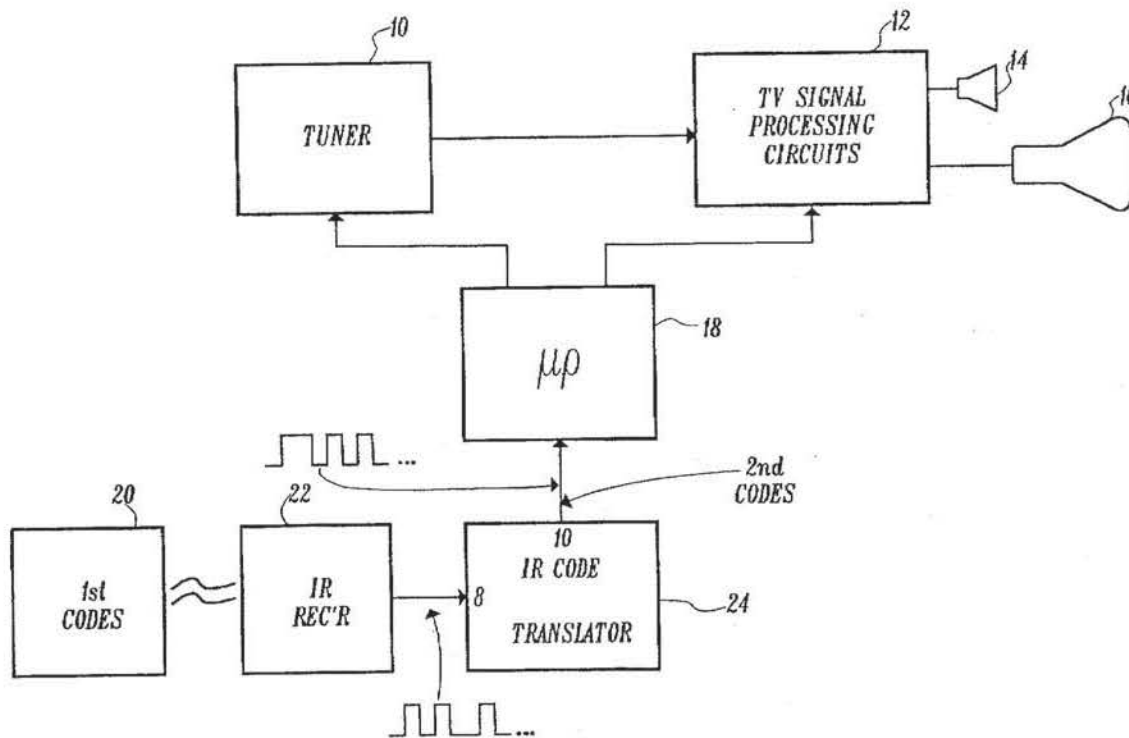 10
TUNER
12
TV SIGNAL
PROCESSING
CIRCUITS
14
18
μρ
2nd
CODES
20
1st
CODES
22
IR
REC'R
8
10
IR CODE
TRANSLATOR
24
...
...